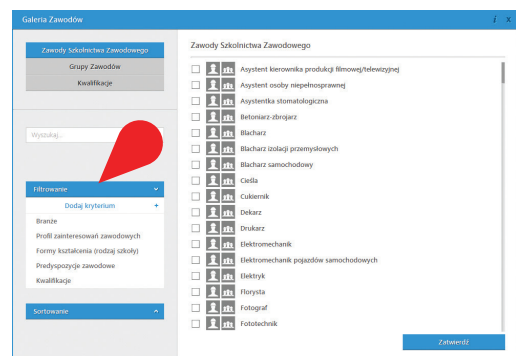 Galeria Zawodów
i X
Zawody Szkolnictwa Zawodowego
Grupy Zawodów
Kwalifikacje
Wyszukaj...
Filtrowanie
Dodaj kryterium +
Branże
Profil zainteresowań zawodowych
Formy kształcenia (rodzaj szkoły)
Predyspozycje zawodowe
Kwalifikacje
Sortowanie
Zawody Szkolnictwa Zawodowego
Asystent kierownika produkcji filmowej/telewizyjnej
Asystent osoby niepełnosprawnej
Asystentka stomatologiczna
Betoniarz-zbrojarz
Blacharz
Blacharz izolacji przemysłowych
Blacharz samochodowy
Cieśla
Cukiernik
Dekarz
Drukarz
Elektromechanik
Elektromechanik pojazdów samochodowych
Elektryk
Florysta
Fotograf
Fototechnik
Zatwierdź